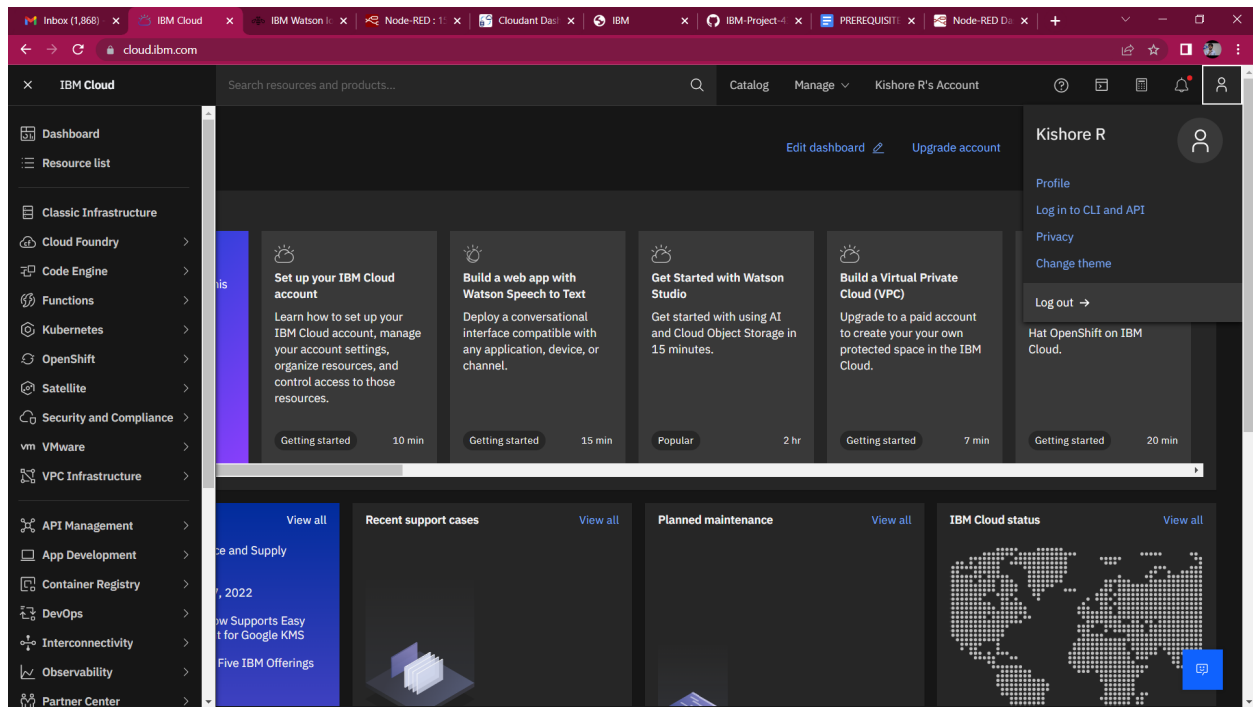 Inbox (1,868)
IBM Cloud
IBM Watson Io
Node-RED : 15
Cloudant Dash
IBM
IBM-Project-4
PREREQUISITE
Node-RED Da
cloud.ibm.com
IBM Cloud
Search resources and products...
Catalog
Manage
Kishore R's Account
Dashboard
Resource list
Classic Infrastructure
Cloud Foundry
Code Engine
Functions
Kubernetes
OpenShift
Satellite
Security and Compliance
vm VMware
VPC Infrastructure
API Management
App Development
Container Registry
DevOps
Interconnectivity
Observability
Partner Center
Edit dashboard
Upgrade account
Kishore R
Profile
Log in to CLI and API
Privacy
Change theme
Log out →
Set up your IBM Cloud
account
Learn how to set up your
IBM Cloud account, manage
your account settings,
organize resources, and
control access to those
resources.
Getting started
10 min
Build a web app with
Watson Speech to Text
Deploy a conversational
interface compatible with
any application, device, or
channel.
Getting started
15 min
Get Started with Watson
Studio
Get started with using AI
and Cloud Object Storage in
15 minutes.
Popular
2 hr
Build a Virtual Private
Cloud (VPC)
Upgrade to a paid account
to create your your own
protected space in the IBM
Cloud.
Getting started
7 min
Hat OpenShift on IBM
Cloud.
Getting started
20 min
View all
ce and Supply
, 2022
ow Supports Easy
t for Google KMS
Five IBM Offerings
Recent support cases
View all
Planned maintenance
View all
IBM Cloud status
View all